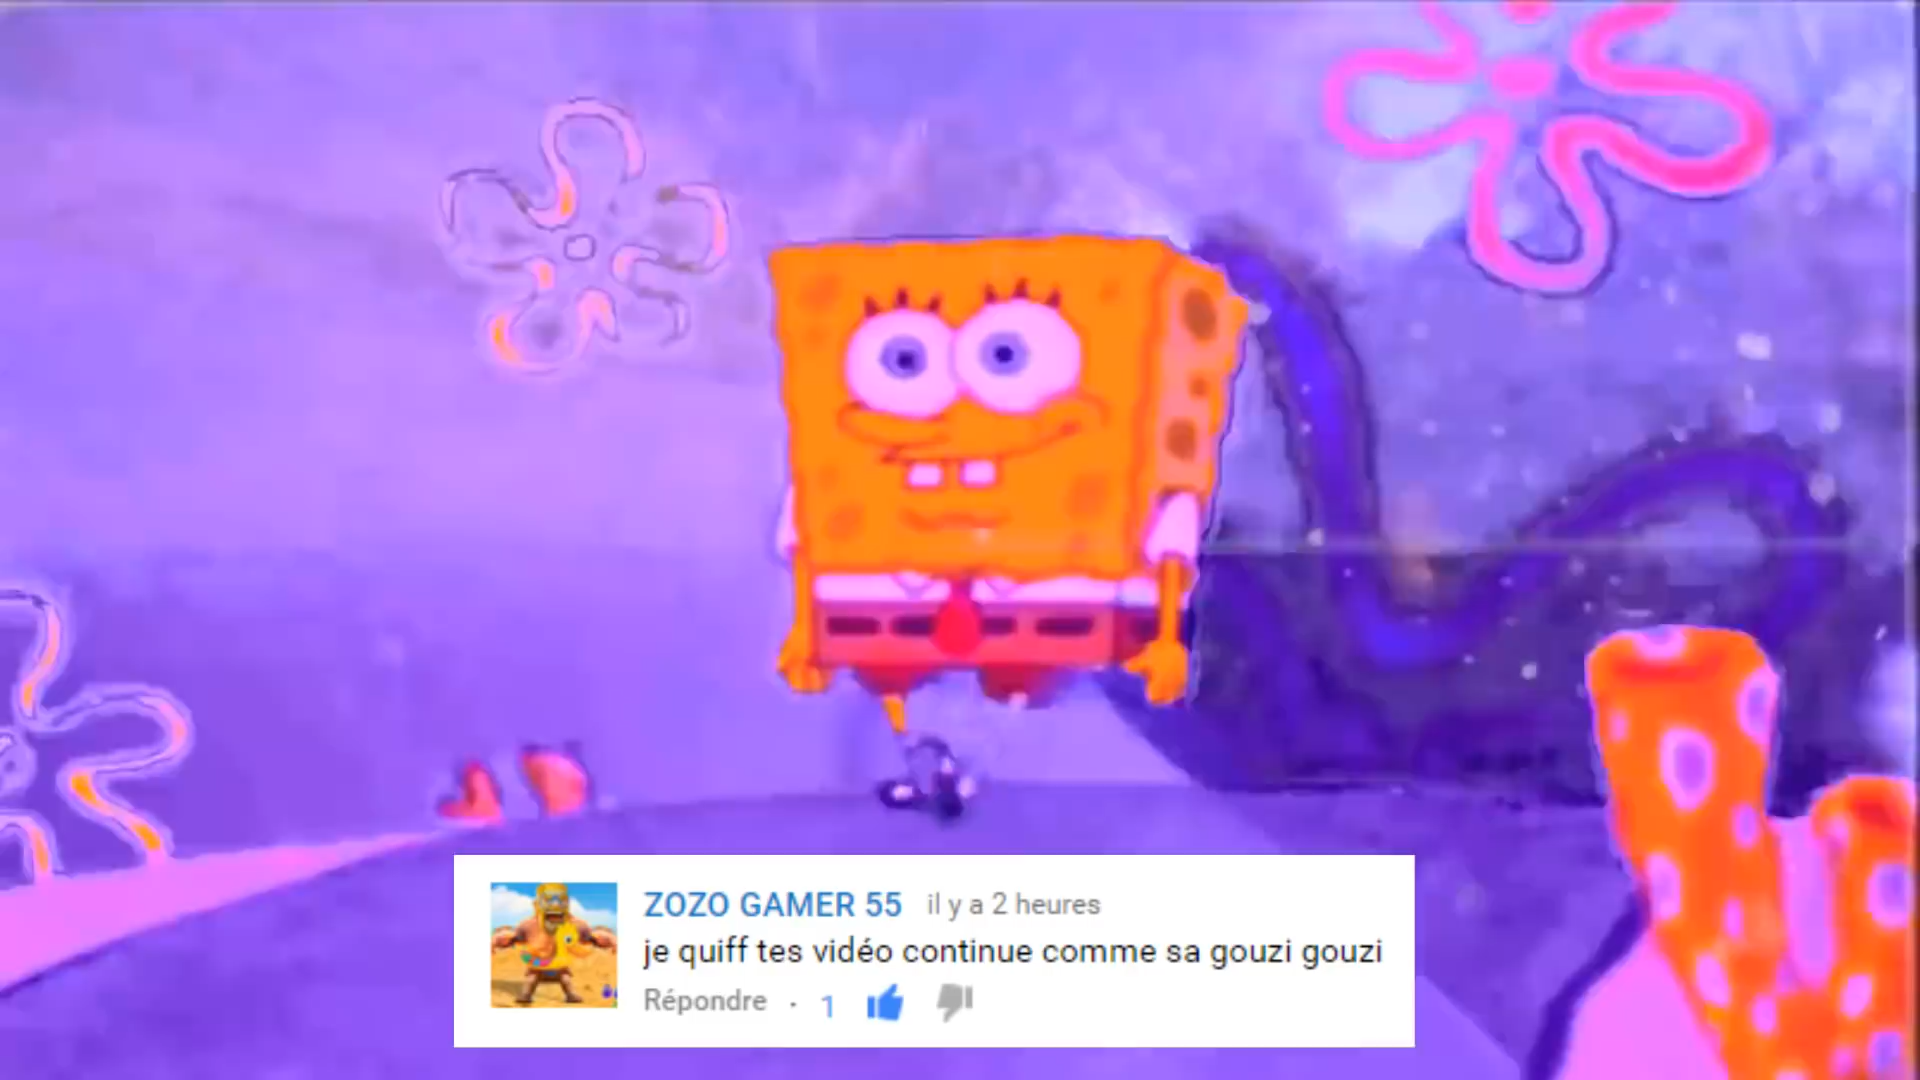 ZOZO GAMER 55 il y a 2 heures
je quiff tes vidéo continue comme sa gouzi gouzi
Répondre · 1